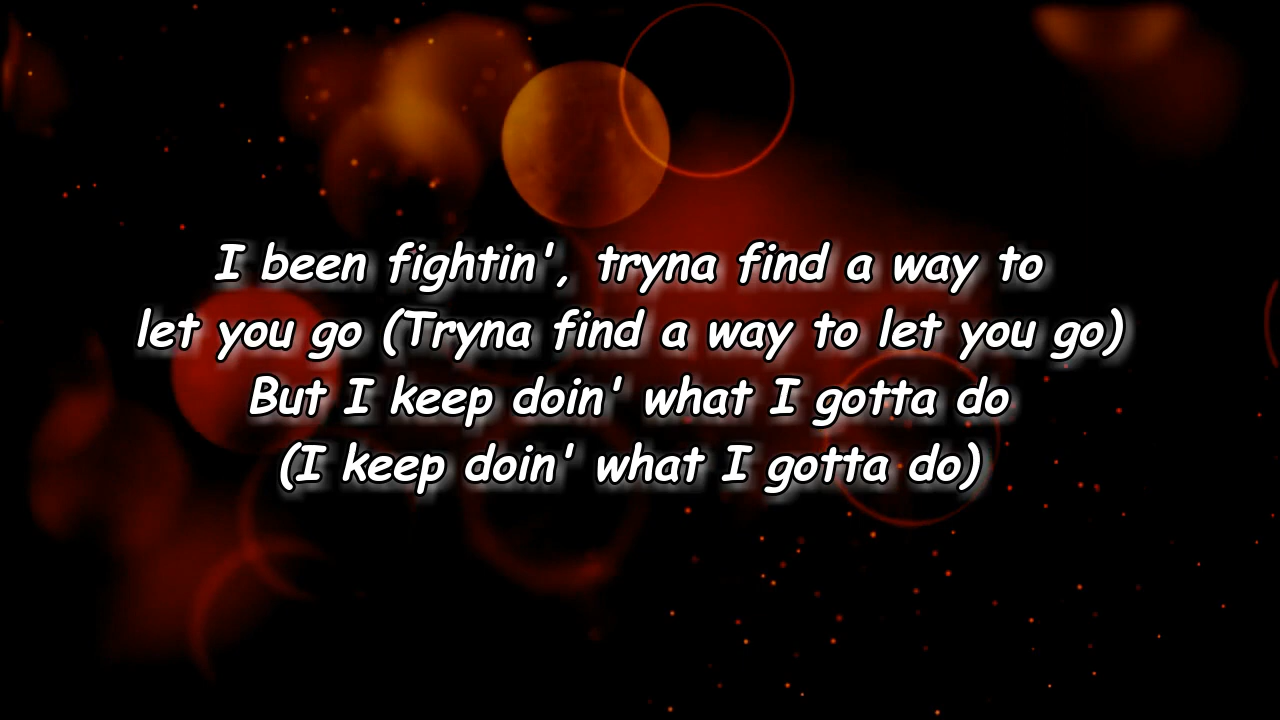 I been fightin', tryna find a way to
let you go (Tryna find a way to let you go)
But I keep doin' what I gotta do
(I keep doin' what I gotta do)